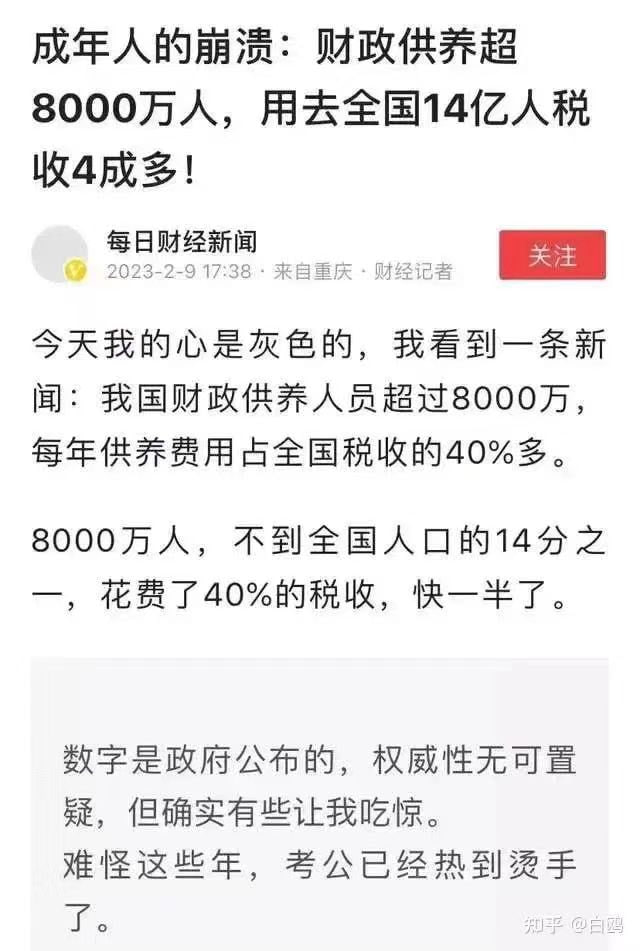 成年人的崩溃：财政供养超
8000万人，用去全国14亿人税
收4成多！
每日财经新闻
关注
2023-2-9 17:38 · 来自重庆 · 财经记者
今天我的心是灰色的，我看到一条新
闻：我国财政供养人员超过8000万，
每年供养费用占全国税收的40%多。
8000万人，不到全国人口的14分之
一，花费了40%的税收，快一半了。
数字是政府公布的，权威性无可置
疑，但确实有些让我吃惊。
难怪这些年，考公已经热到烫手
了。
知乎 @白鸥